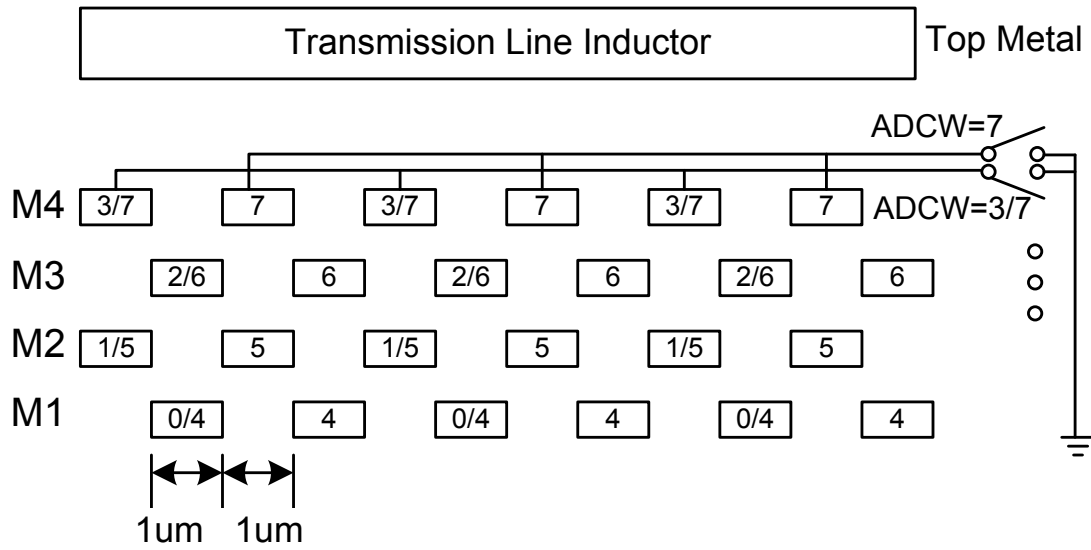 Transmission Line Inductor Top Metal
ADCW=7
M4 3/7 7 3/7 7 3/7 7 ADCW=3/7
M3 2/6 6 2/6 6 2/6 6
M2 1/5 5 1/5 5 1/5 5
M1 0/4 4 0/4 4 0/4 4
1um 1um